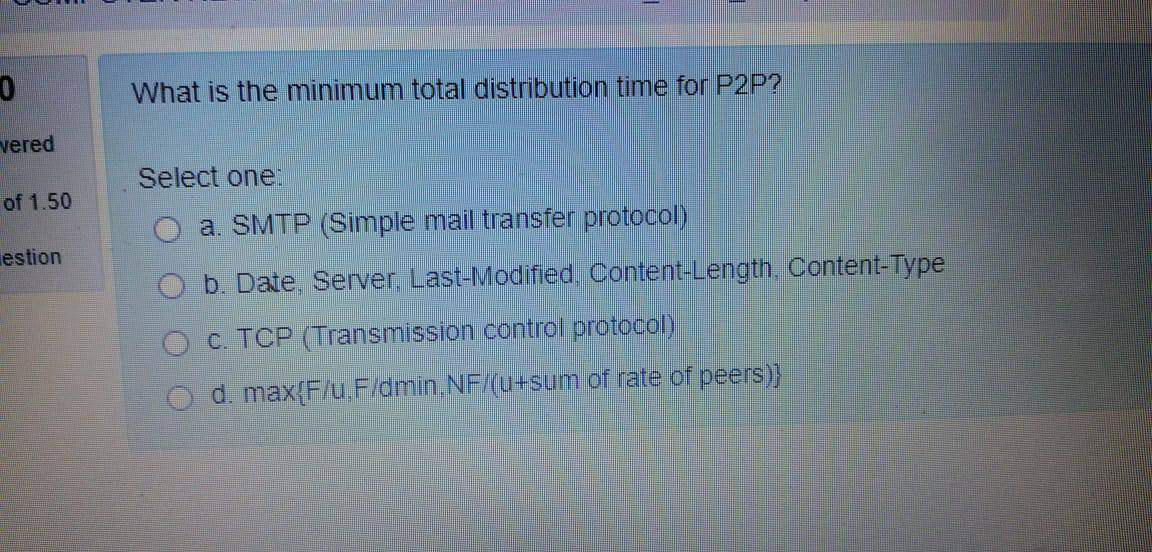 0
What is the minimum total distribution time for P2P?
wered
Select one:
of 1.50
a. SMTP (Simple mail transfer protocol)
estion
b. Date, Server, Last-Modified, Content-Length, Content-Type
c. TCP (Transmission control protocol)
d. max{F/u,F/dmin,NF/(u+sum of rate of peers)}